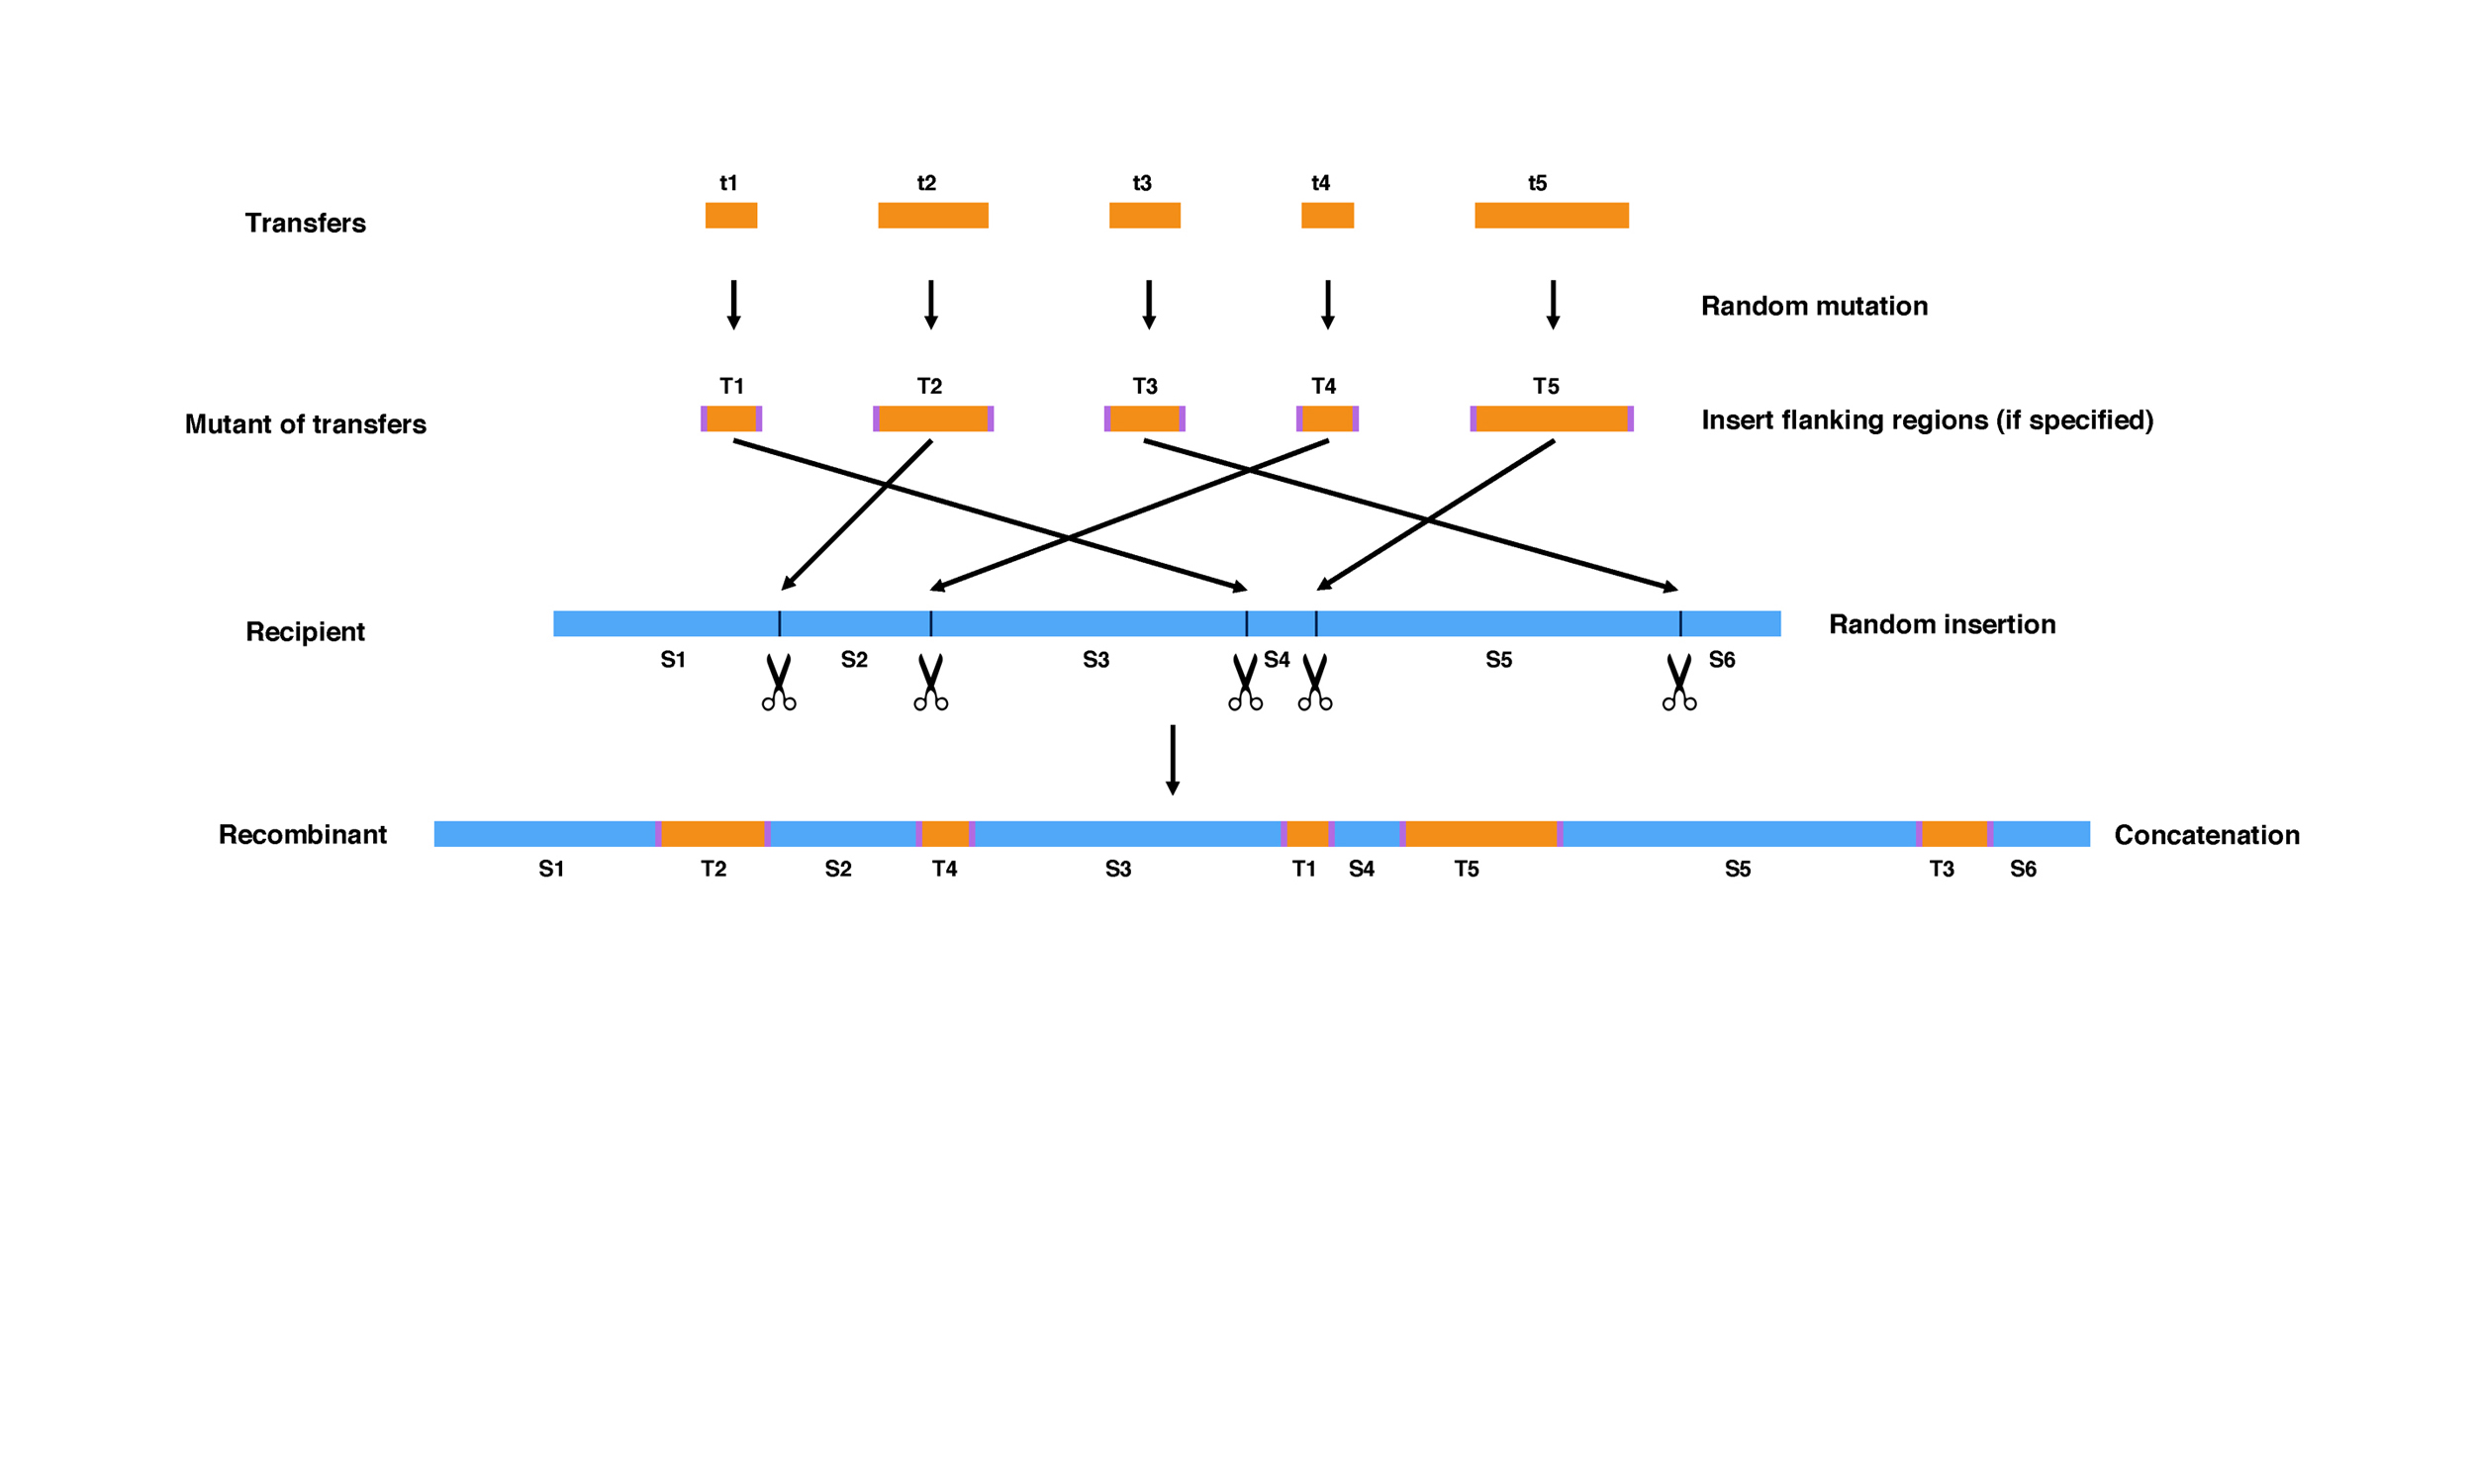 t1 t2 t3 t4 t5
Transfers
Random mutation
T1 T2 T3 T4 T5
Mutant of transfers Insert flanking regions (if specified)
Recipient Random insertion
S1 S2 S3 S4 S5 S6
Recombinant Concatenation
S1 T2 S2 T4 S3 T1 S4 T5 S5 T3 S6